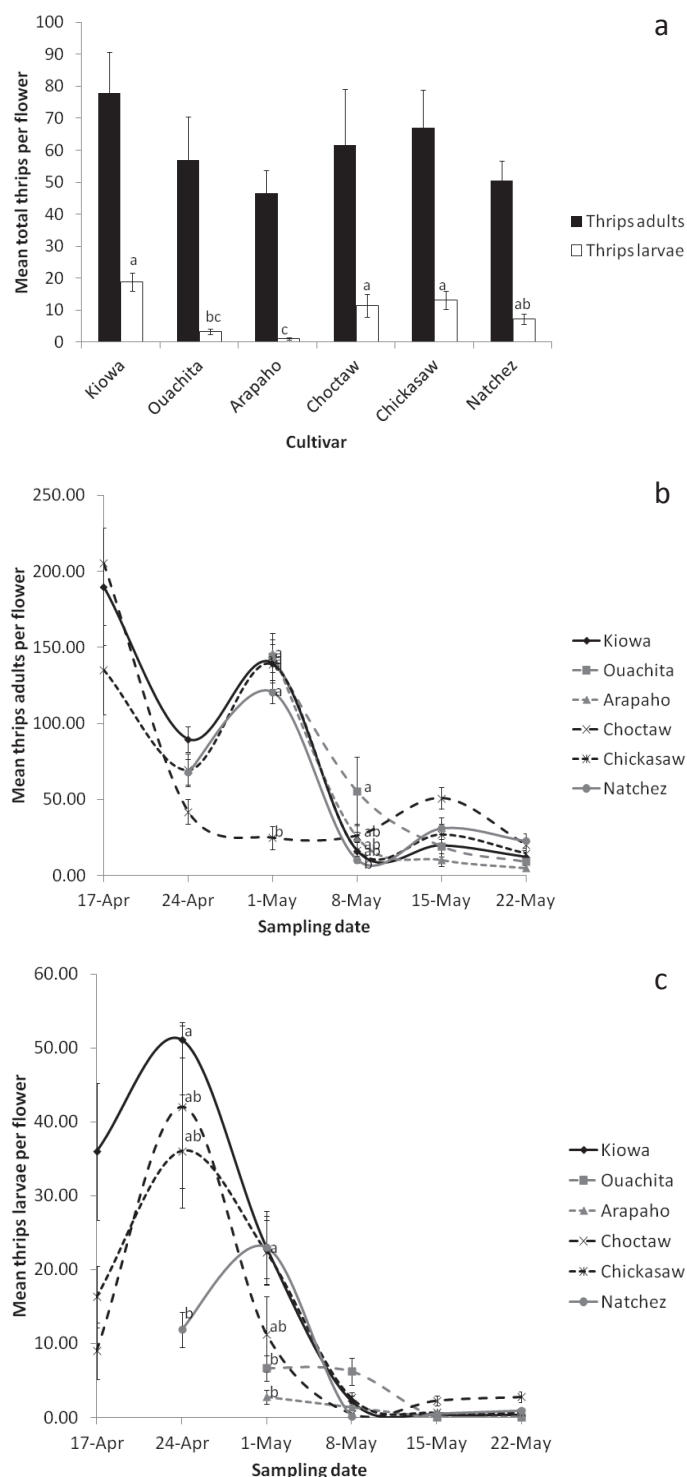 a
Mean total thrips per flower
100
90
80
70
60
50
40
30
20
10
0
a
bc
c
a
a
ab
Kiowa
Ouachita
Arapaho
Choctaw
Chickasaw
Natchez
Cultivar
Thrips adults
Thrips larvae
b
Mean thrips adults per flower
250.00
200.00
150.00
100.00
50.00
0.00
a
a
b
a
ab
ab
ab
b
17-Apr
24-Apr
1-May
8-May
15-May
22-May
Sampling date
Kiowa
Ouachita
Arapaho
Choctaw
Chickasaw
Natchez
c
Mean thrips larvae per flower
60.00
50.00
40.00
30.00
20.00
10.00
0.00
a
ab
ab
b
a
ab
b
b
17-Apr
24-Apr
1-May
8-May
15-May
22-May
Sampling date
Kiowa
Ouachita
Arapaho
Choctaw
Chickasaw
Natchez